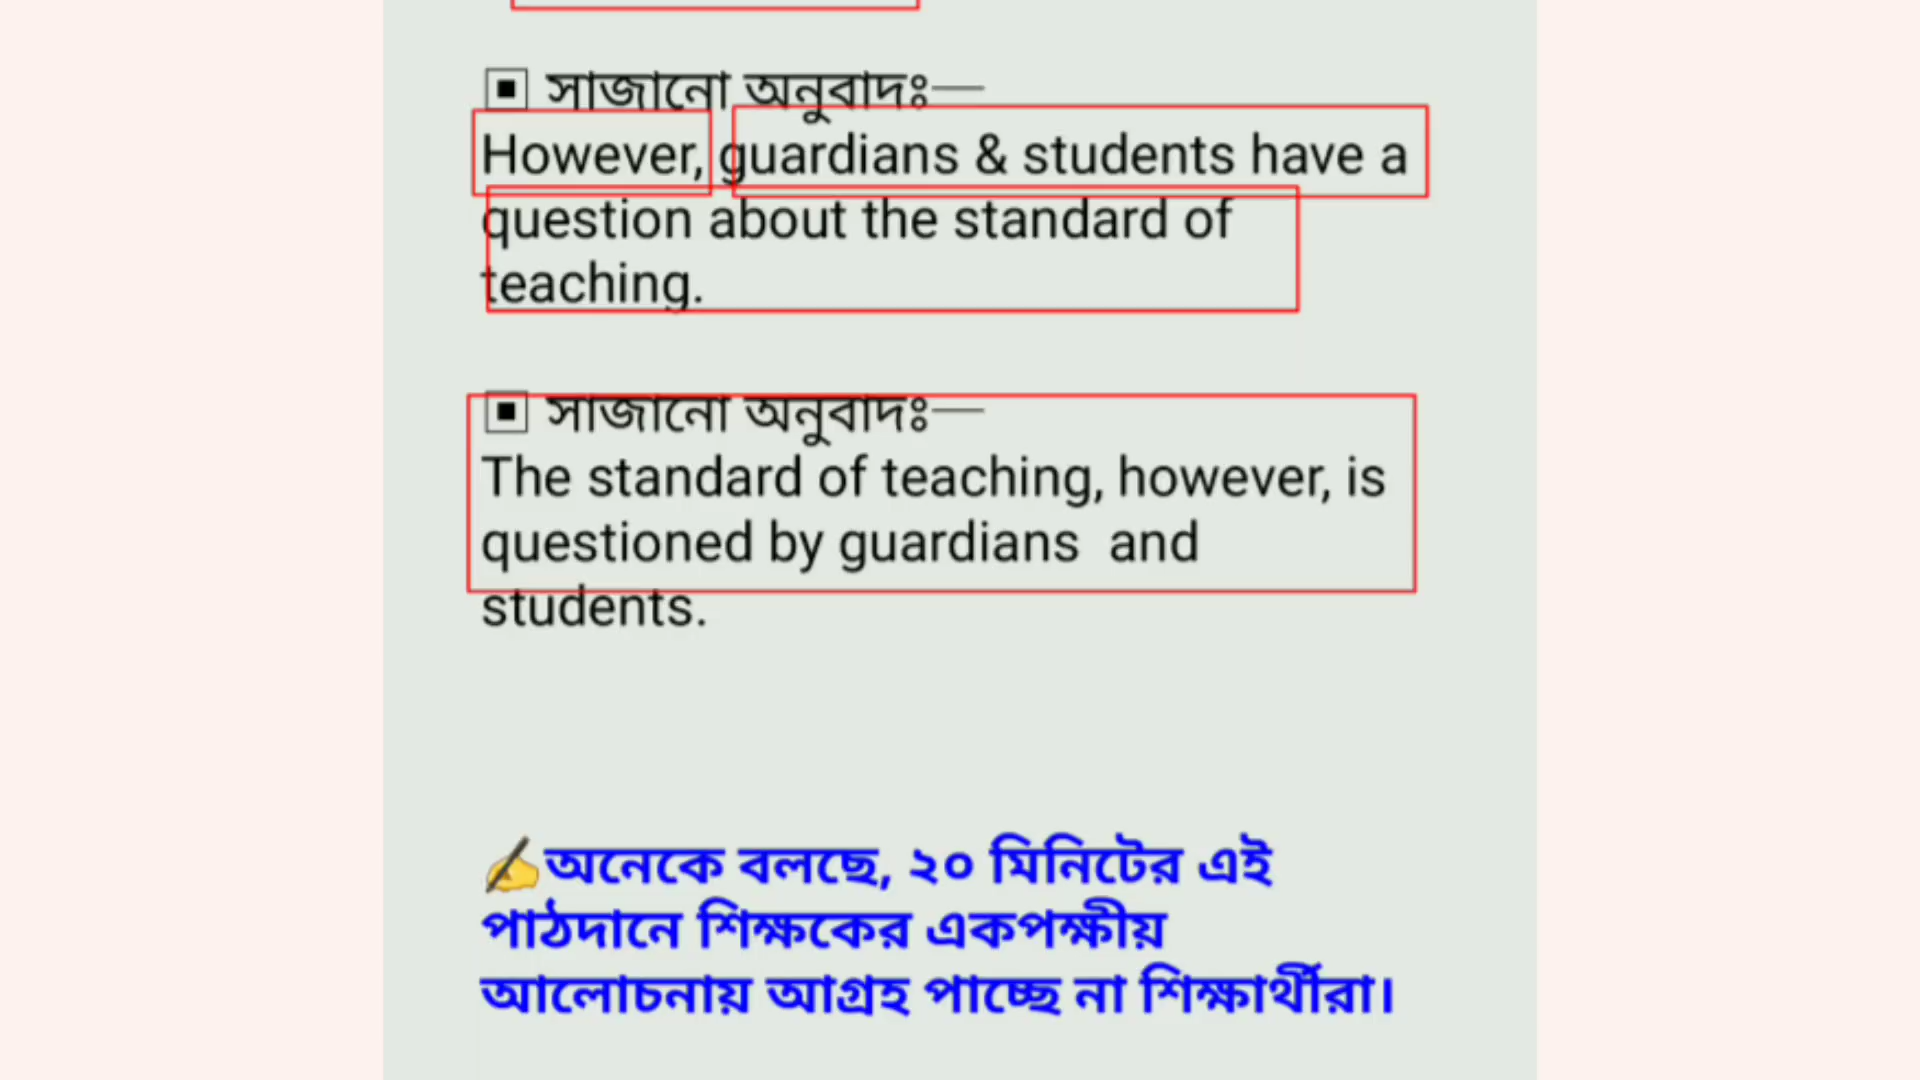 ▣ সাজানো অনুবাদঃ—
However, guardians & students have a
question about the standard of
teaching.
▣ সাজানো অনুবাদঃ—
The standard of teaching, however, is
questioned by guardians  and
students.
✍অনেকে বলছে, ২০ মিনিটের এই
পাঠদানে শিক্ষকের একপক্ষীয়
আলোচনায় আগ্রহ পাচ্ছে না শিক্ষার্থীরা।